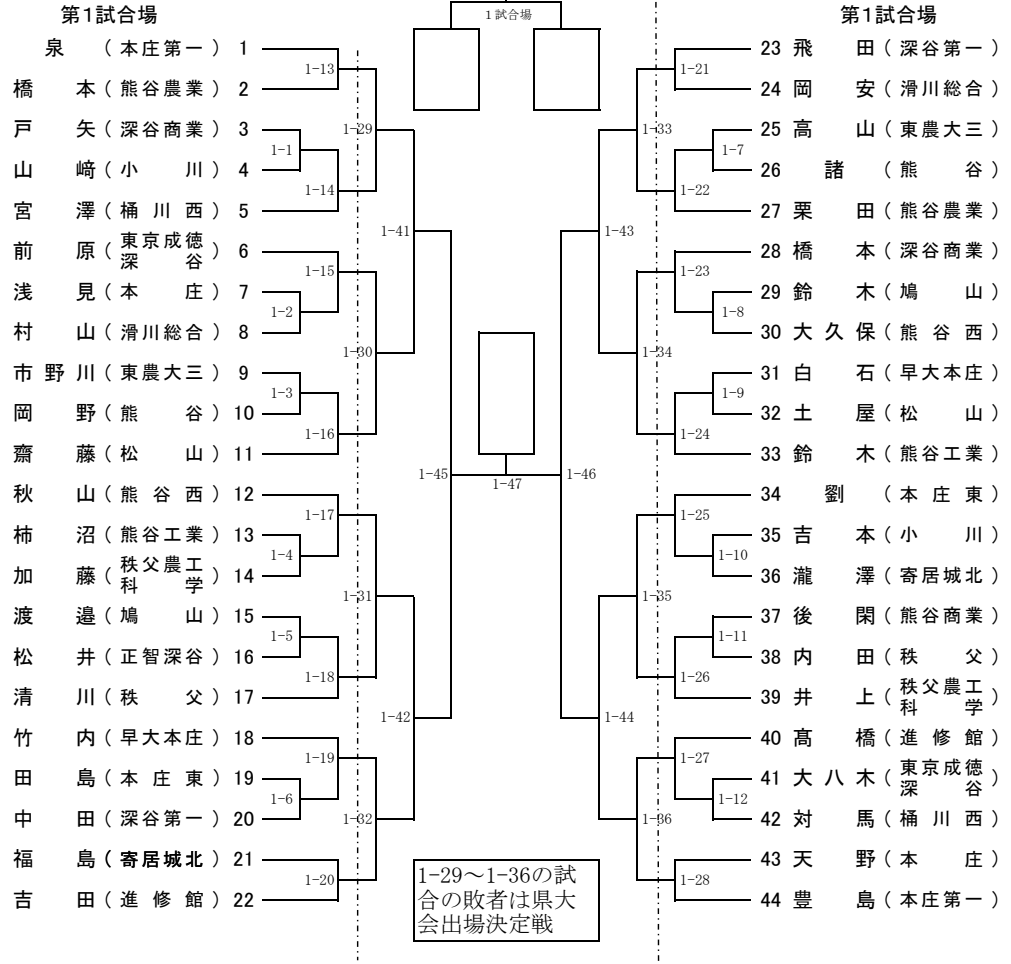 第1試合場
泉 （本庄第一） 1
橋本（熊谷農業） 2
戸矢（深谷商業） 3
山﨑（小川） 4
宮澤（桶川西） 5
前原（東京成徳深谷） 6
浅見（本庄） 7
村山（滑川総合） 8
市野川（東農大三） 9
岡野（熊谷） 10
齋藤（松山） 11
秋山（熊谷西） 12
柿沼（熊谷工業） 13
加藤（秩父農工科学） 14
渡邉（鳩山） 15
松井（正智深谷） 16
清川（秩父） 17
竹内（早大本庄） 18
田島（本庄東） 19
中田（深谷第一） 20
福島（寄居城北） 21
吉田（進修館） 22
1-13
1-1
1-14
1-15
1-2
1-3
1-16
1-17
1-4
1-5
1-18
1-19
1-6
1-20
1-29
1-30
1-31
1-32
1-41
1-42
1-45
1試合場
1-47
1-46
1-43
1-44
1-33
1-34
1-35
1-36
1-21
1-7
1-22
1-23
1-8
1-9
1-24
1-25
1-10
1-11
1-26
1-27
1-12
1-28
1-29～1-36の試
合の敗者は県大
会出場決定戦
第1試合場
23 飛田（深谷第一）
24 岡安（滑川総合）
25 高山（東農大三）
26 諸 （熊谷）
27 栗田（熊谷農業）
28 橋本（深谷商業）
29 鈴木（鳩山）
30 大久保（熊谷西）
31 白石（早大本庄）
32 土屋（松山）
33 鈴木（熊谷工業）
34 劉 （本庄東）
35 吉本（小川）
36 瀧澤（寄居城北）
37 後閑（熊谷商業）
38 内田（秩父）
39 井上（秩父農工科学）
40 髙橋（進修館）
41 大八木（東京成徳深谷）
42 対馬（桶川西）
43 天野（本庄）
44 豊島（本庄第一）